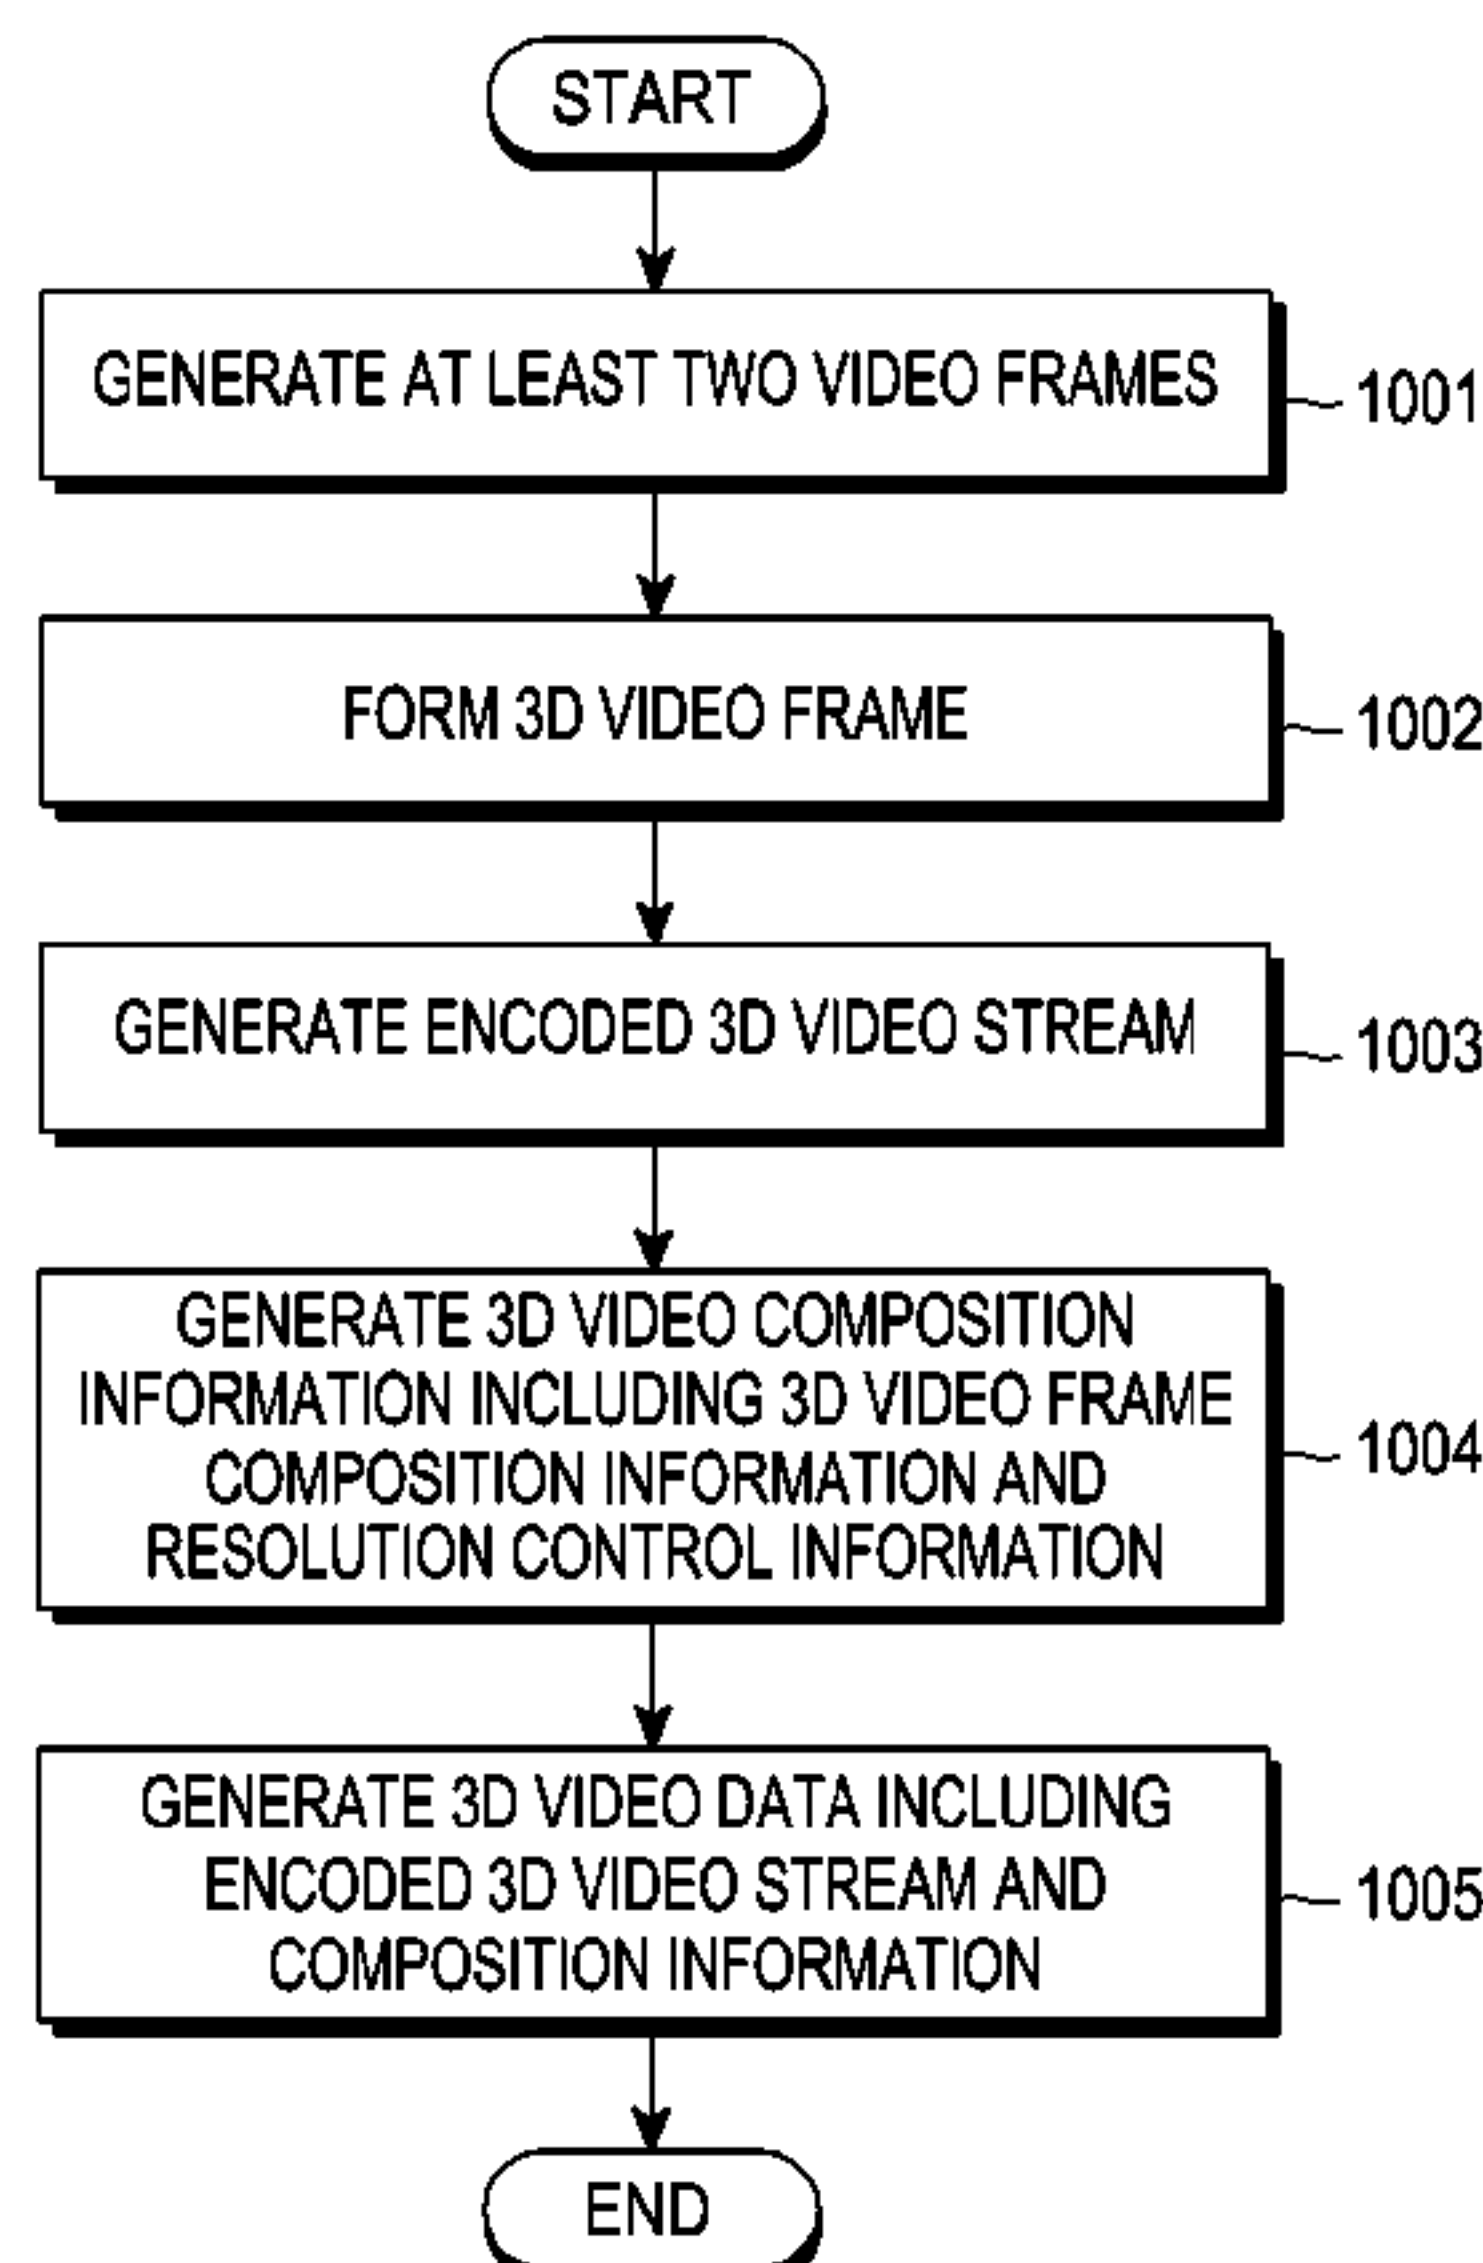 START
GENERATE AT LEAST TWO VIDEO FRAMES
1001
FORM 3D VIDEO FRAME
1002
GENERATE ENCODED 3D VIDEO STREAM
1003
GENERATE 3D VIDEO COMPOSITION
INFORMATION INCLUDING 3D VIDEO FRAME
COMPOSITION INFORMATION AND
RESOLUTION CONTROL INFORMATION
1004
GENERATE 3D VIDEO DATA INCLUDING
ENCODED 3D VIDEO STREAM AND
COMPOSITION INFORMATION
1005
END